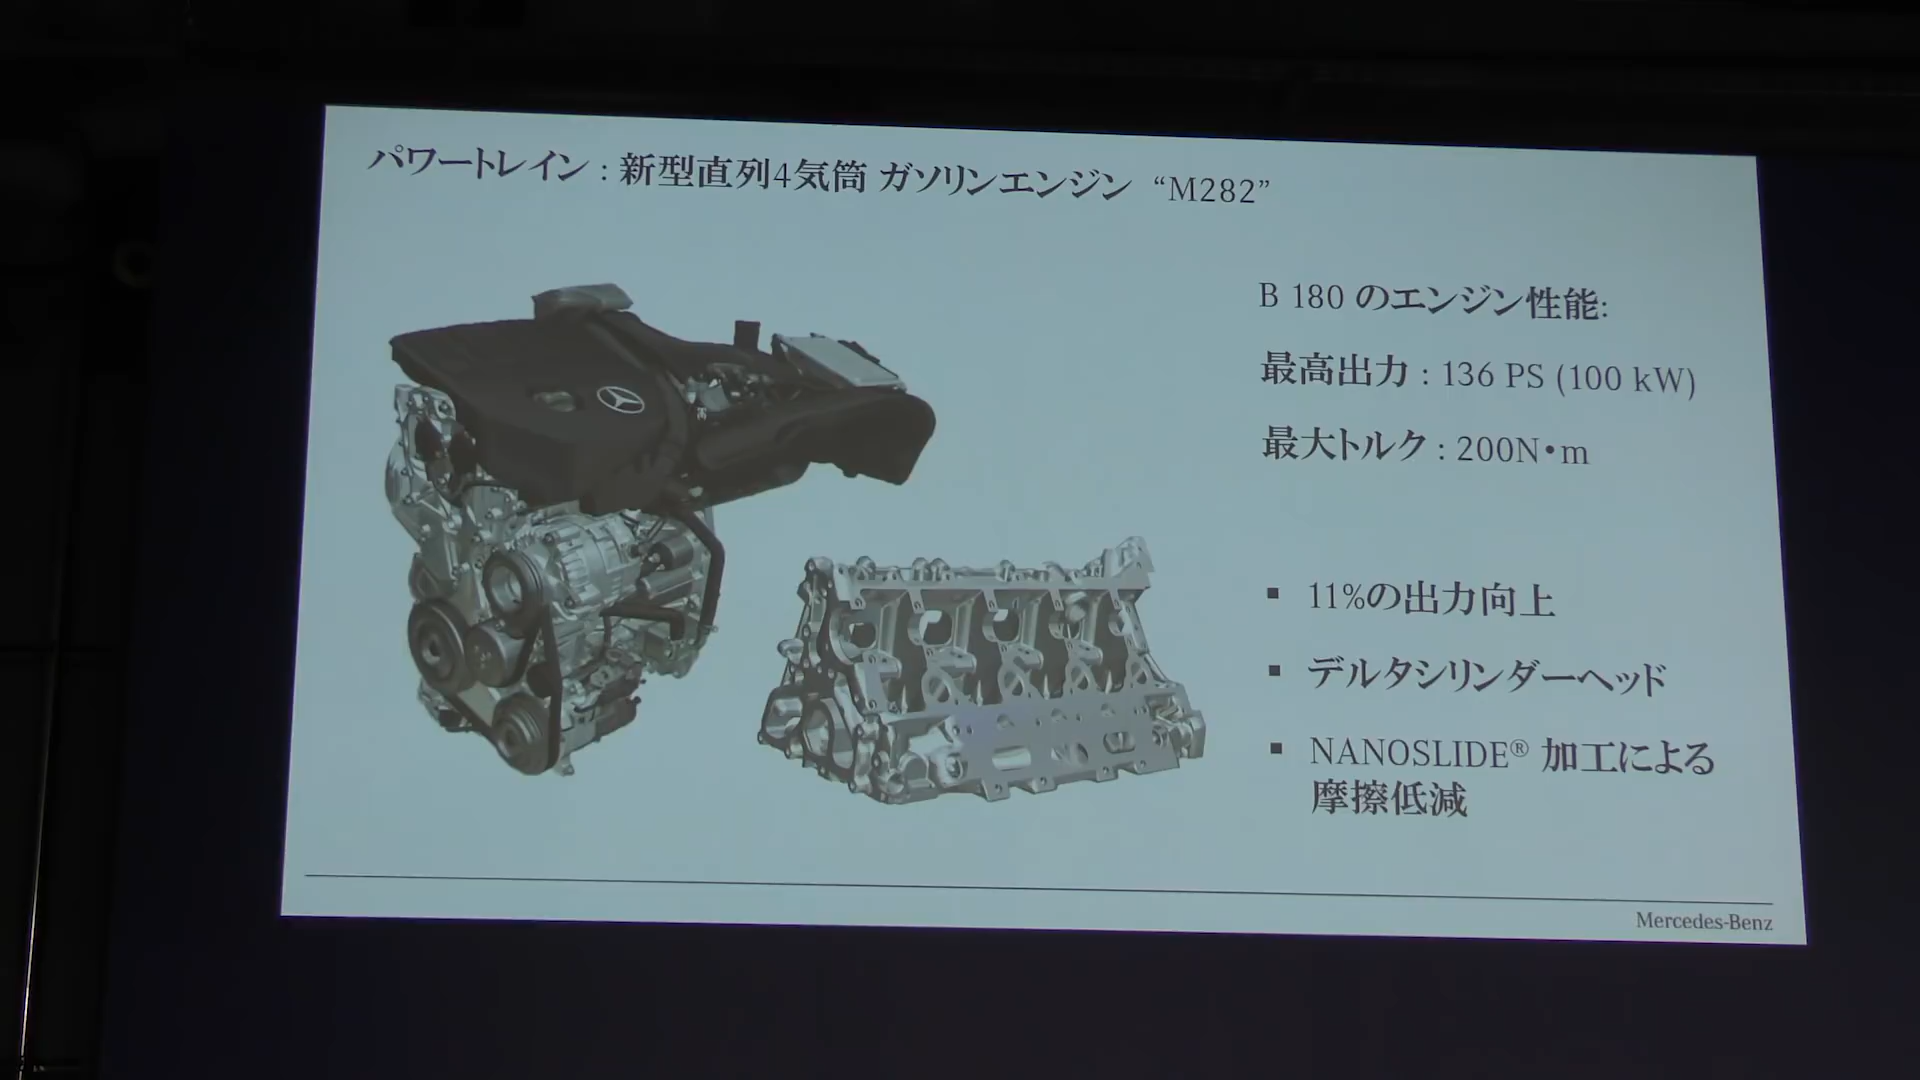 パワートレイン : 新型直列4気筒 ガソリンエンジン “M282”
B 180 のエンジン性能:
最高出力 : 136 PS (100 kW)
最大トルク : 200N・m
▪ 11%の出力向上
▪ デルタシリンダーヘッド
▪ NANOSLIDE® 加工による
摩擦低減
Mercedes-Benz